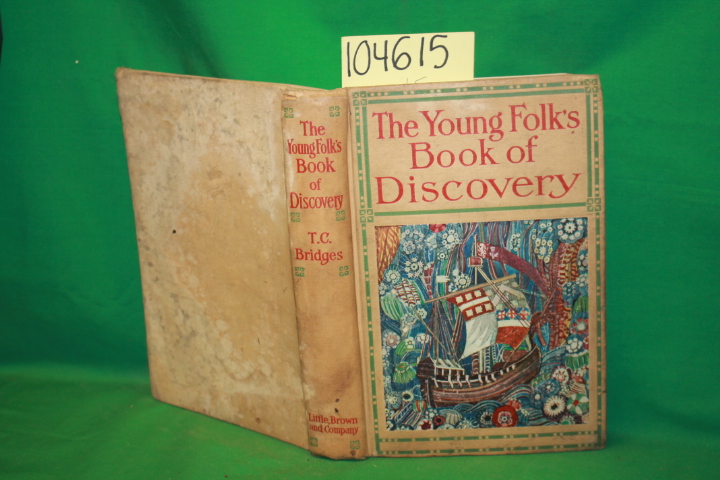 104615
The
Young Folk's
Book
of
Discovery
T.C.
Bridges
Little, Brown
and Company
The Young Folk's
Book of
Discovery